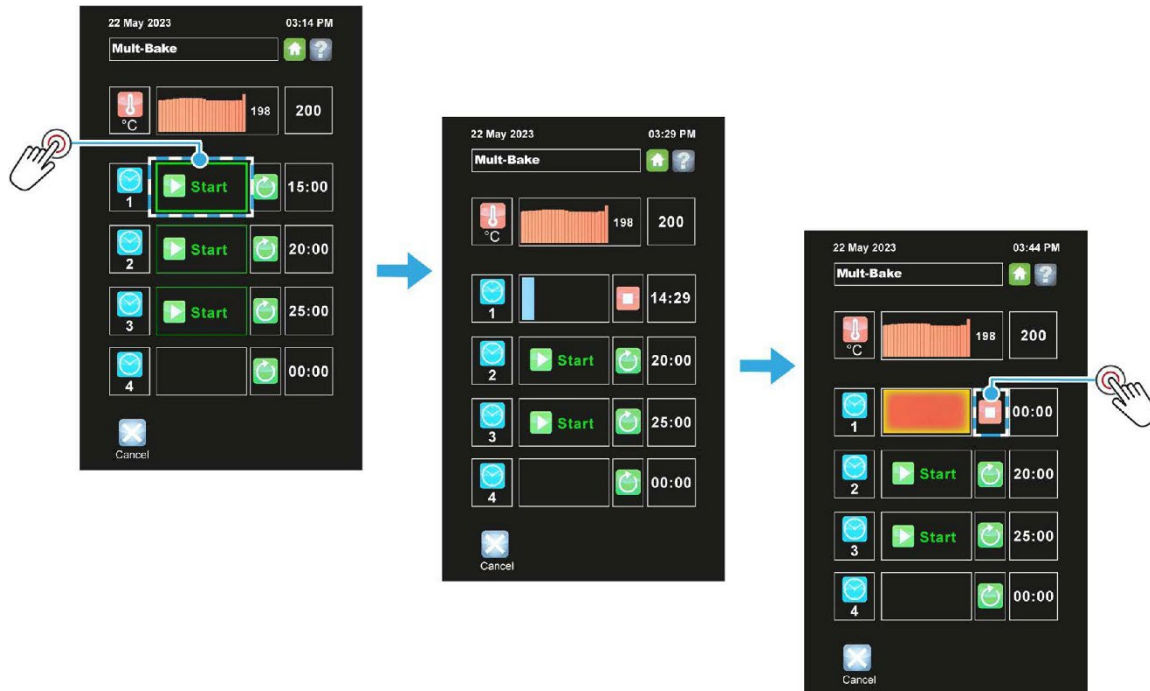 22 May 2023 03:14 PM
Mult-Bake
?
°C 198 200
1 Start 15:00
2 Start 20:00
3 Start 25:00
4 00:00
Cancel
22 May 2023 03:29 PM
Mult-Bake
?
°C 198 200
1 14:29
2 Start 20:00
3 Start 25:00
4 00:00
Cancel
22 May 2023 03:44 PM
Mult-Bake
?
°C 198 200
1 00:00
2 Start 20:00
3 Start 25:00
4 00:00
Cancel